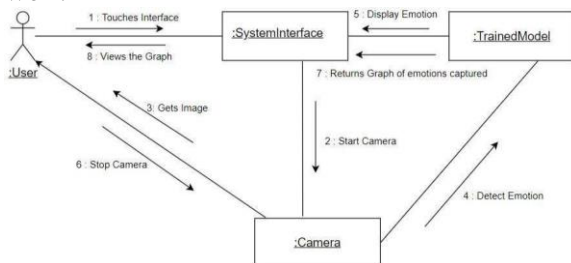 1 : Touches Interface
5 : Display Emotion
:SystemInterface
:TrainedModel
8 : Views the Graph
:User
7 : Returns Graph of emotions captured
3: Gets Image
2 : Start Camera
6 : Stop Camera
4 : Detect Emotion
:Camera